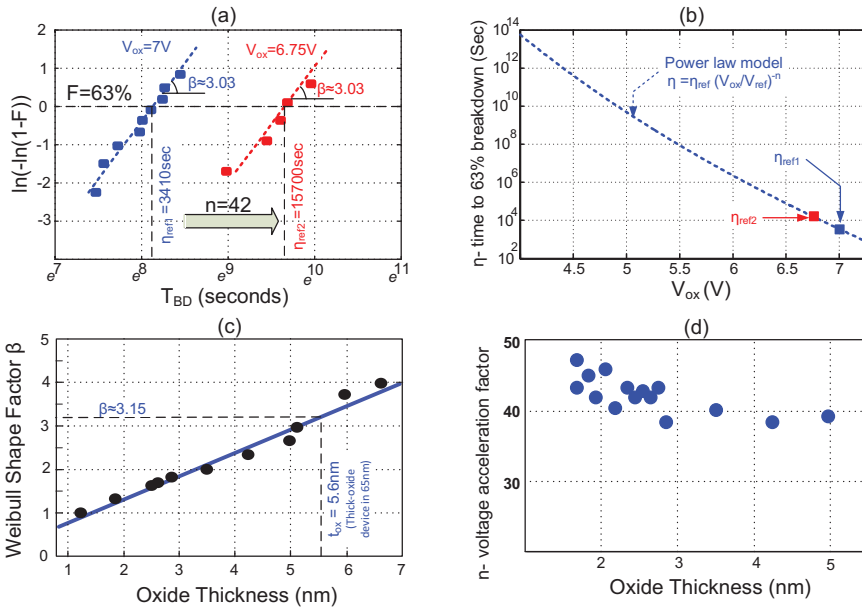 (a)
V_ox=7V
V_ox=6.75V
F=63%
β≈3.03
β≈3.03
η_ref1 =3410sec
n=42
η_ref2 =15700sec
ln(-ln(1-F))
2
1
0
-1
-2
-3
e^7
e^8
e^9
e^10
e^11
T_BD (seconds)
(b)
η- time to 63% breakdown (Sec)
10^14
10^12
10^10
10^8
10^6
10^4
10^2
Power law model
η =η_ref (V_ox/V_ref)^-n
η_ref1
η_ref2
4.5
5
5.5
6
6.5
7
V_ox (V)
(c)
Weibull Shape Factor β
5
4
3
2
1
0
β≈3.15
t_ox = 5.6nm
(Thick-oxide
device in 65nm)
1
2
3
4
5
6
7
Oxide Thickness (nm)
(d)
n- voltage acceleration factor
50
40
30
2
3
4
5
Oxide Thickness (nm)